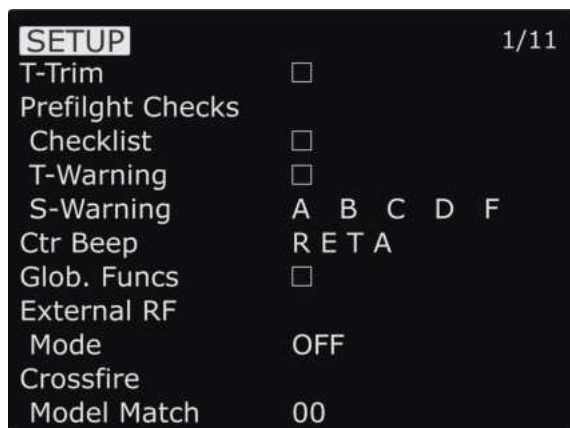 SETUP 1/11
T-Trim
Prefilght Checks
Checklist
T-Warning
S-Warning A B C D F
Ctr Beep R E T A
Glob. Funcs
External RF
Mode OFF
Crossfire
Model Match 00